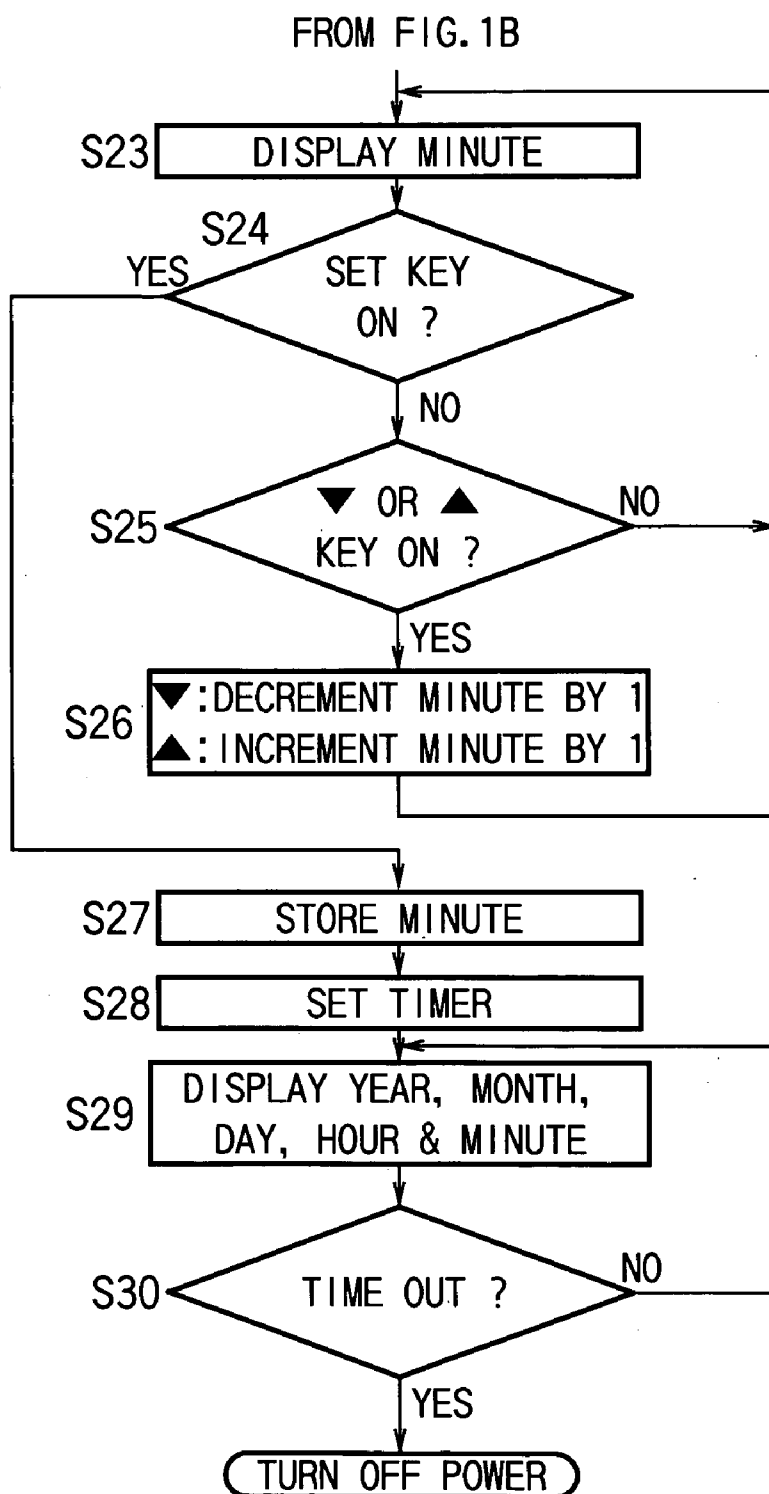 FROM FIG. 1B
S23
DISPLAY MINUTE
S24
YES
SET KEY
ON ?
NO
S25
▼ OR ▲
KEY ON ?
NO
YES
S26
▼:DECREMENT MINUTE BY 1
▲:INCREMENT MINUTE BY 1
S27
STORE MINUTE
S28
SET TIMER
S29
DISPLAY YEAR, MONTH,
DAY, HOUR & MINUTE
S30
TIME OUT ?
NO
YES
TURN OFF POWER